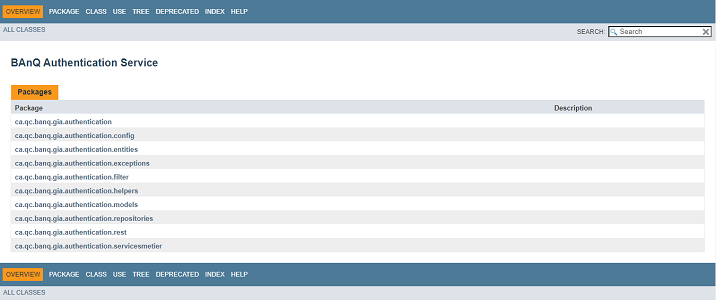 OVERVIEW PACKAGE CLASS USE TREE DEPRECATED INDEX HELP
ALL CLASSES SEARCH: Search
BAnQ Authentication Service
Packages
Package Description
ca.qc.banq.gia.authentication
ca.qc.banq.gia.authentication.config
ca.qc.banq.gia.authentication.entities
ca.qc.banq.gia.authentication.exceptions
ca.qc.banq.gia.authentication.filter
ca.qc.banq.gia.authentication.helpers
ca.qc.banq.gia.authentication.models
ca.qc.banq.gia.authentication.repositories
ca.qc.banq.gia.authentication.rest
ca.qc.banq.gia.authentication.servicesmetier
OVERVIEW PACKAGE CLASS USE TREE DEPRECATED INDEX HELP
ALL CLASSES